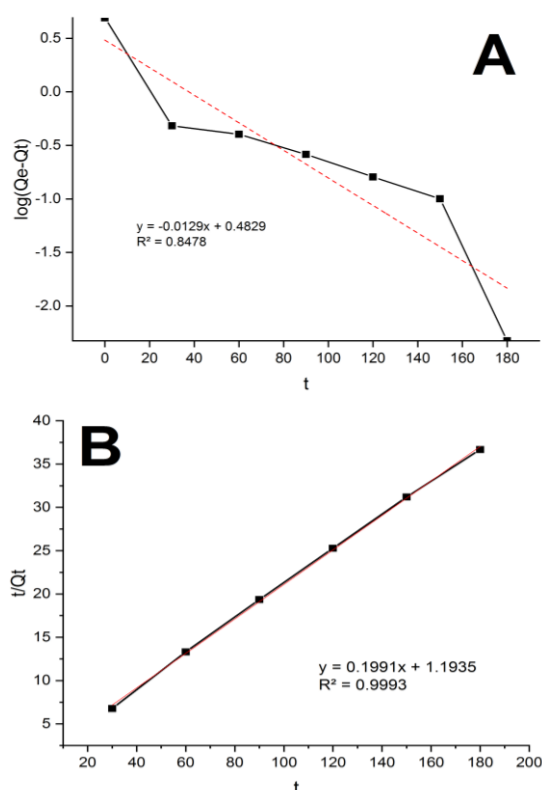 A
0.5
0.0
-0.5
-1.0
-1.5
-2.0
log(Qe-Qt)
y = -0.0129x + 0.4829
R² = 0.8478
0 20 40 60 80 100 120 140 160 180
t
B
40
35
30
25
20
15
10
5
t/Qt
y = 0.1991x + 1.1935
R² = 0.9993
20 40 60 80 100 120 140 160 180 200
t